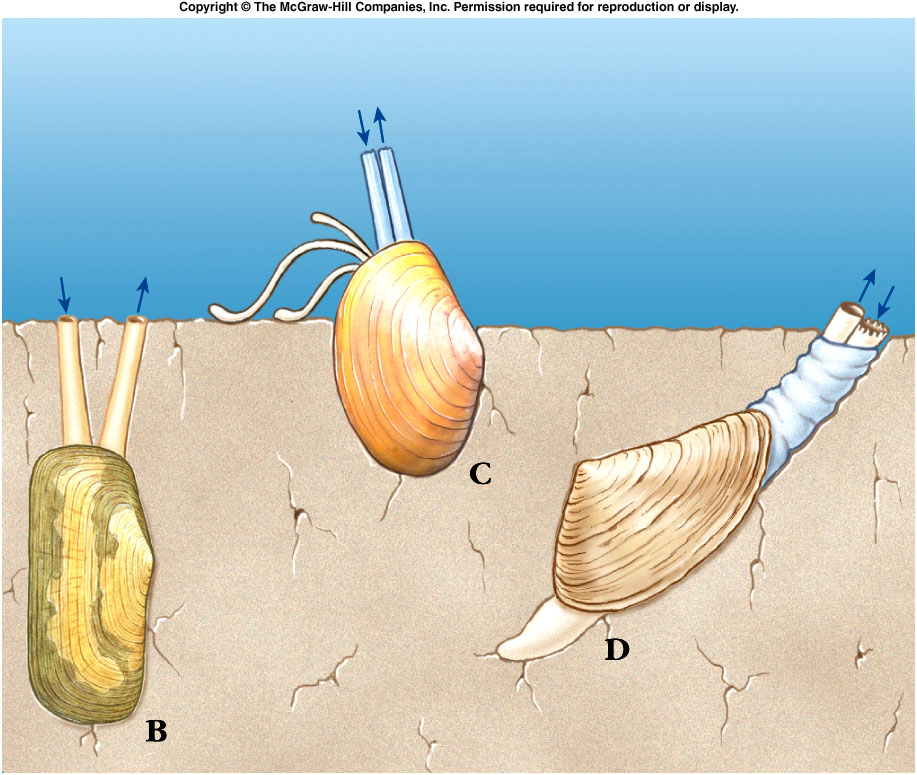 Copyright © The McGraw-Hill Companies, Inc. Permission required for reproduction or display.
C
D
B